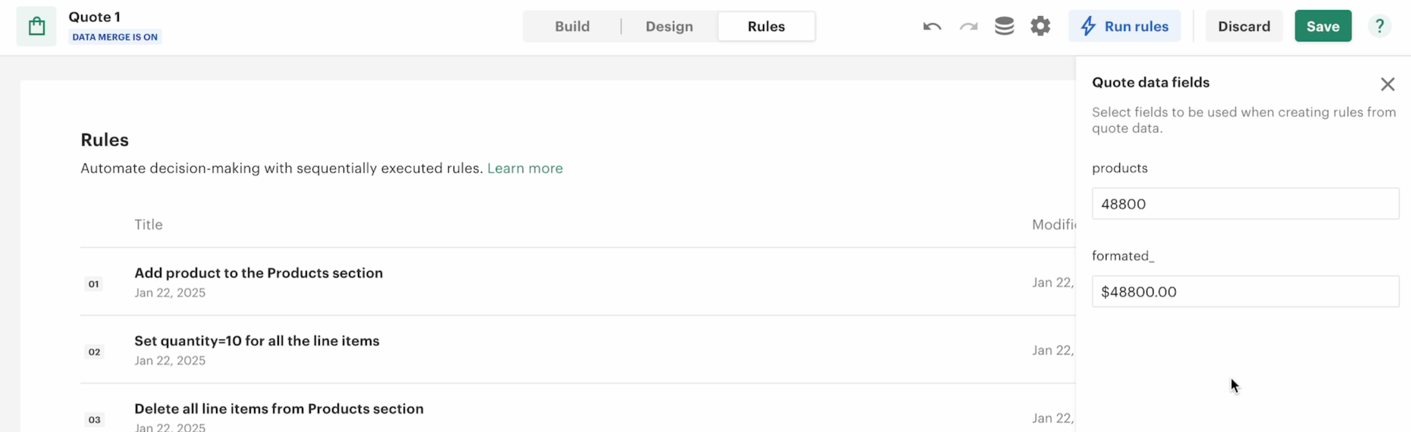 Quote 1
DATA MERGE IS ON
Build
Design
Rules
Run rules
Discard
Save
?
Rules
Automate decision-making with sequentially executed rules. Learn more
Title
Modifi
01
Add product to the Products section
Jan 22, 2025
Jan 22,
02
Set quantity=10 for all the line items
Jan 22, 2025
Jan 22,
03
Delete all line items from Products section
Jan 22, 2025
Jan 22,
Quote data fields
Select fields to be used when creating rules from
quote data.
products
48800
formated_
$48800.00